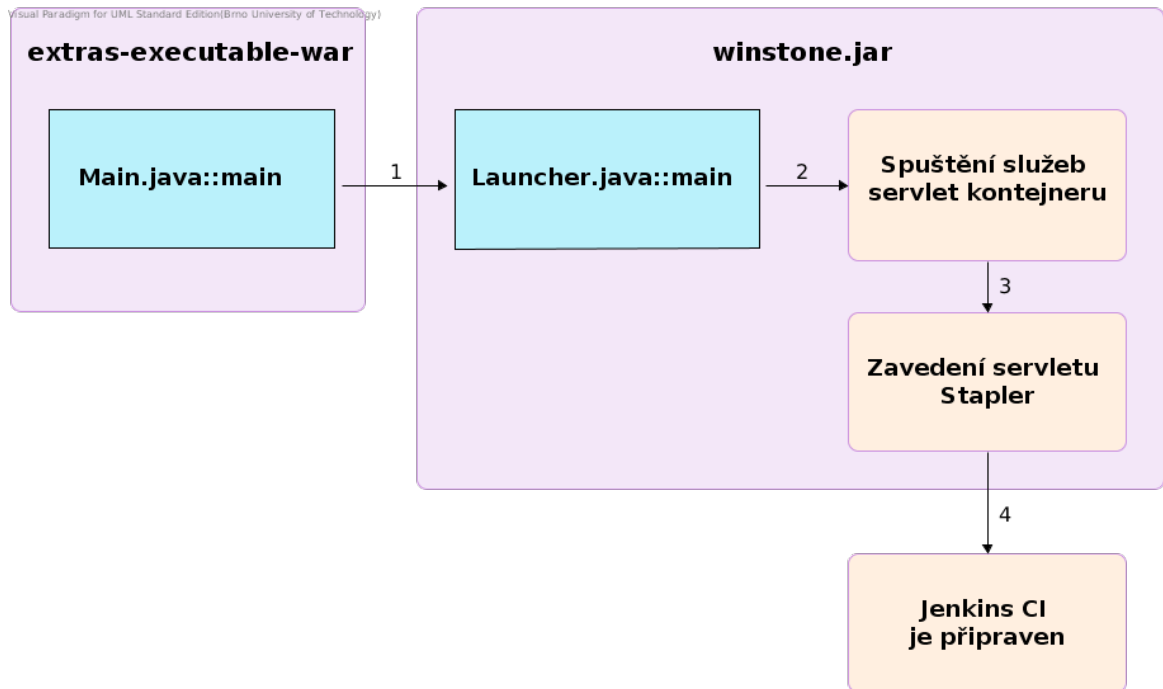 Visual Paradigm for UML Standard Edition(Brno University of Technology)
extras-executable-war
winstone.jar
Main.java::main
1
Launcher.java::main
2
Spuštění služeb
servlet kontejneru
3
Zavedení servletu
Stapler
4
Jenkins CI
je připraven